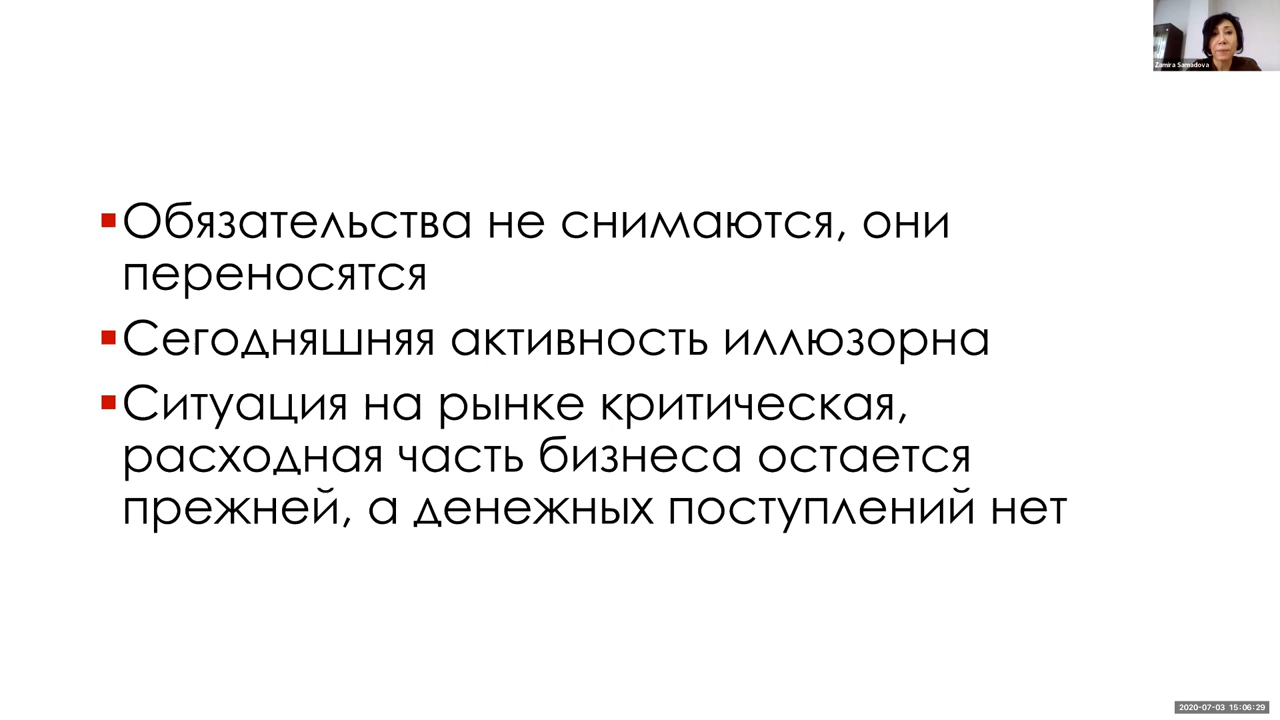 Zamira Samadova
▪Обязательства не снимаются, они
переносятся
▪Сегодняшняя активность иллюзорна
▪Ситуация на рынке критическая,
расходная часть бизнеса остается
прежней, а денежных поступлений нет
2020-07-03 15:06:29